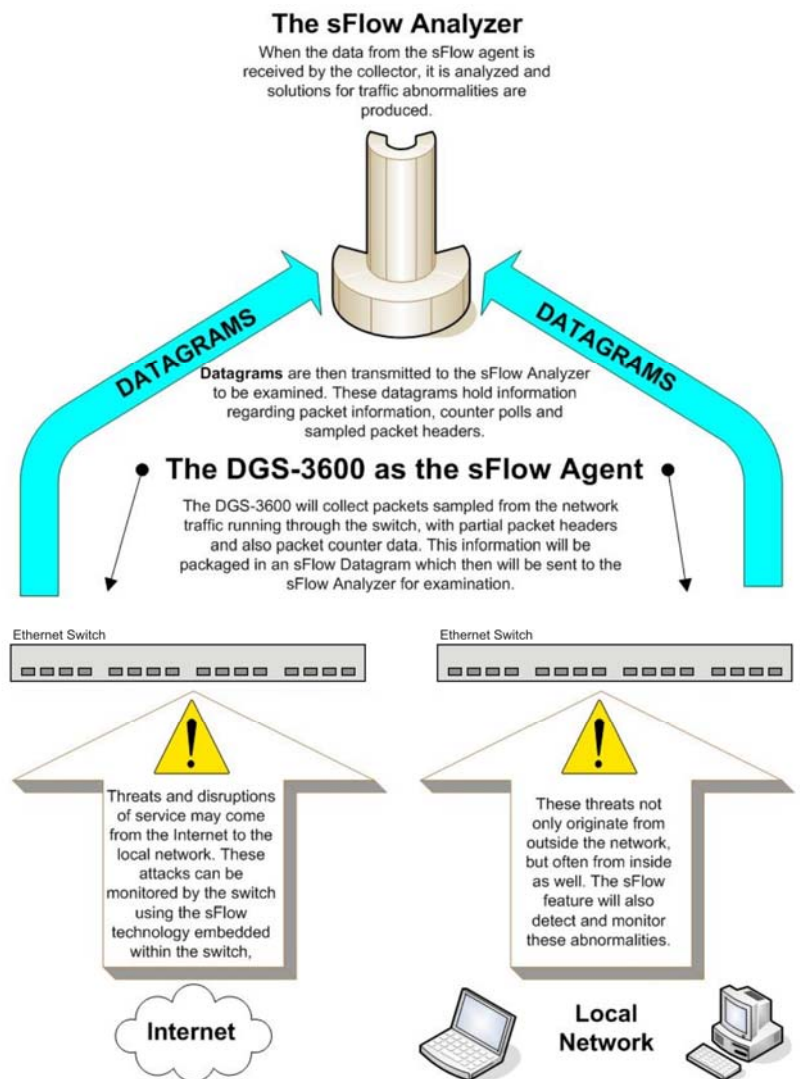 The sFlow Analyzer
When the data from the sFlow agent is
received by the collector, it is analyzed and
solutions for traffic abnormalities are
produced.
DATAGRAMS
DATAGRAMS
Datagrams are then transmitted to the sFlow Analyzer
to be examined. These datagrams hold information
regarding packet information, counter polls and
sampled packet headers.
The DGS-3600 as the sFlow Agent
The DGS-3600 will collect packets sampled from the network
traffic running through the switch, with partial packet headers
and also packet counter data. This information will be
packaged in an sFlow Datagram which then will be sent to the
sFlow Analyzer for examination.
Ethernet Switch
Ethernet Switch
!
Threats and disruptions
of service may come
from the Internet to the
local network. These
attacks can be
monitored by the switch
using the sFlow
technology embedded
within the switch,
!
These threats not
only originate from
outside the network,
but often from inside
as well. The sFlow
feature will also
detect and monitor
these abnormalities.
Internet
Local
Network